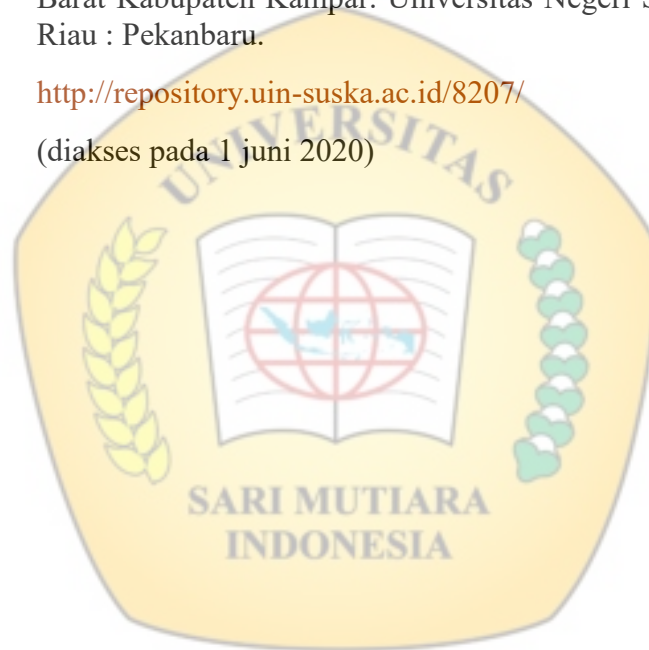 Barat Kabupaten Kampar. Universitas Negeri S
Riau : Pekanbaru.
http://repository.uin-suska.ac.id/8207/
(diakses pada 1 juni 2020)
UNIVERSITAS
SARI MUTIARA
INDONESIA